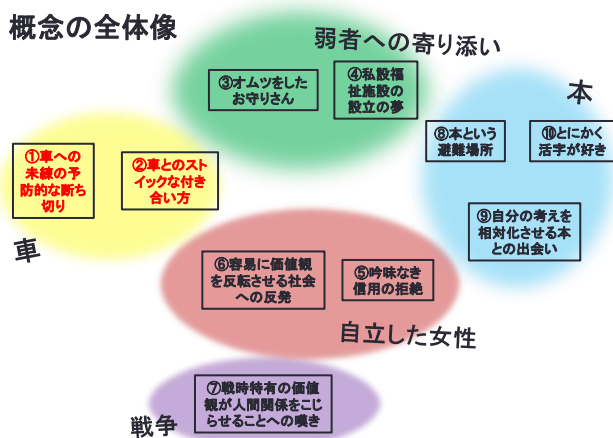 概念の全体像
弱者への寄り添い
③オムツをした
お守りさん
④私設福
祉施設の
設立の夢
本
⑧本という
避難場所
⑩とにかく
活字が好き
⑨自分の考えを
相対化させる本
との出会い
①車への
未練の予
防的な断ち
切り
②車とのスト
イックな付き
合い方
車
⑥容易に価値観
を反転させる社会
への反発
⑤吟味なき
信用の拒絶
自立した女性
⑦戦時特有の価値
観が人間関係をこじ
らせることへの嘆き
戦争